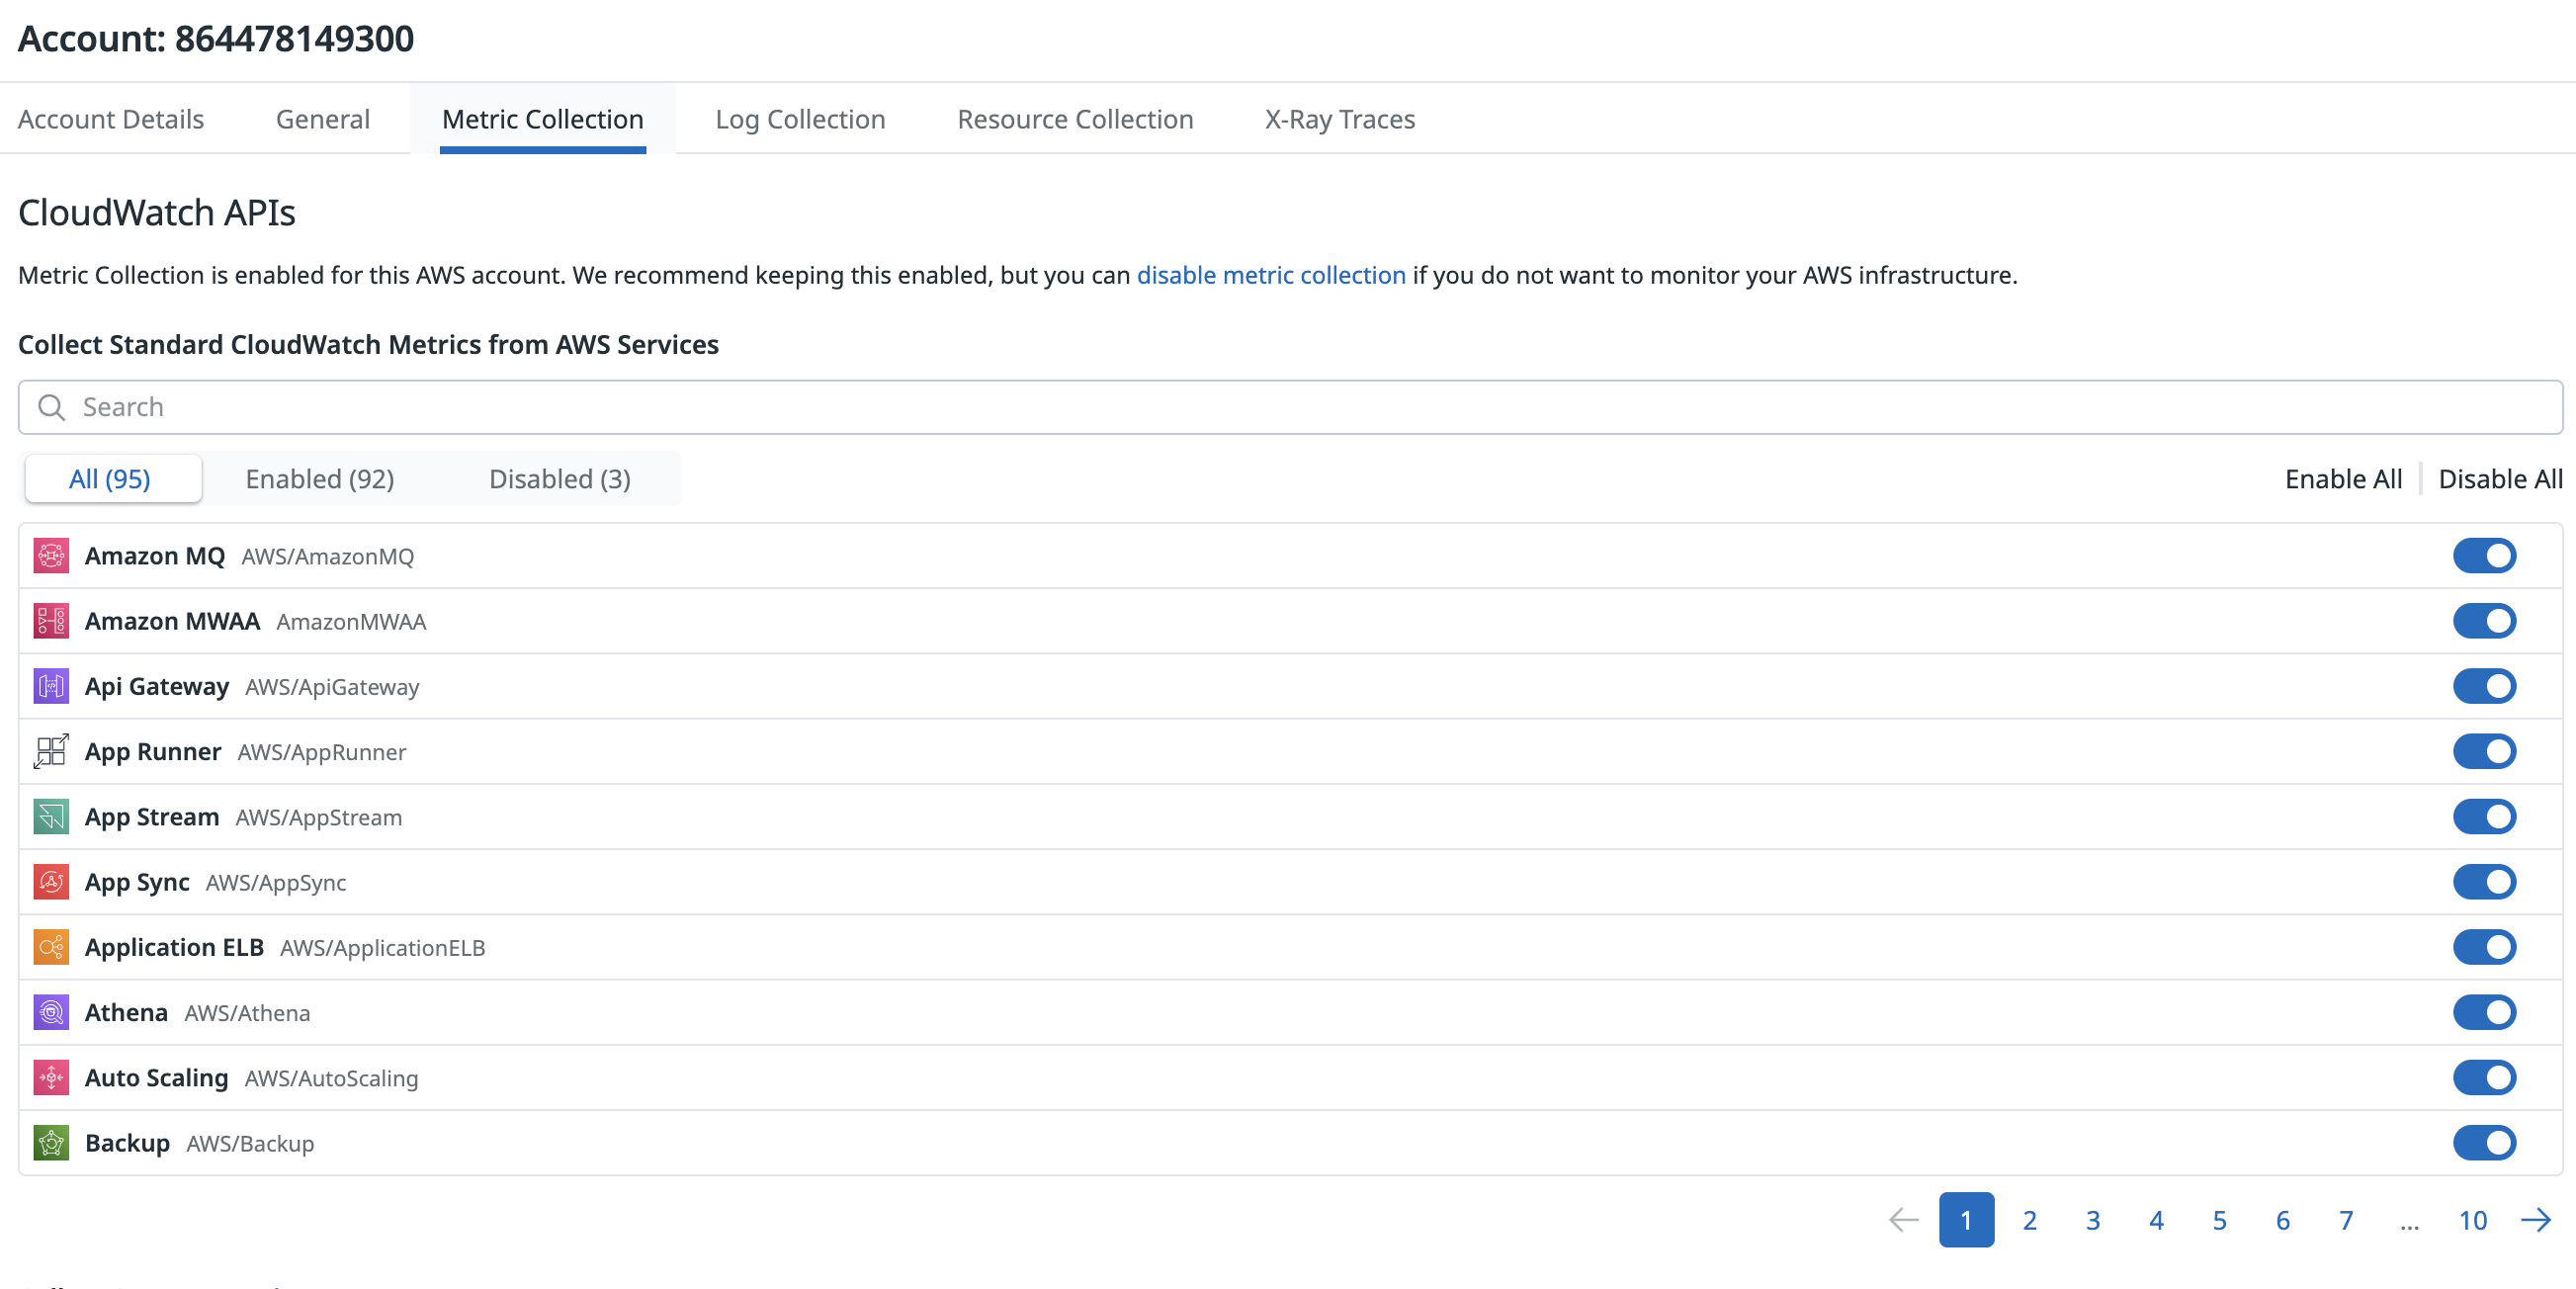 Account: 864478149300
Account Details General Metric Collection Log Collection Resource Collection X-Ray Traces
CloudWatch APIs
Metric Collection is enabled for this AWS account. We recommend keeping this enabled, but you can disable metric collection if you do not want to monitor your AWS infrastructure.
Collect Standard CloudWatch Metrics from AWS Services
Search
All (95) Enabled (92) Disabled (3) Enable All Disable All
Amazon MQ AWS/AmazonMQ
Amazon MWAA AmazonMWAA
Api Gateway AWS/ApiGateway
App Runner AWS/AppRunner
App Stream AWS/AppStream
App Sync AWS/AppSync
Application ELB AWS/ApplicationELB
Athena AWS/Athena
Auto Scaling AWS/AutoScaling
Backup AWS/Backup
1 2 3 4 5 6 7 ... 10